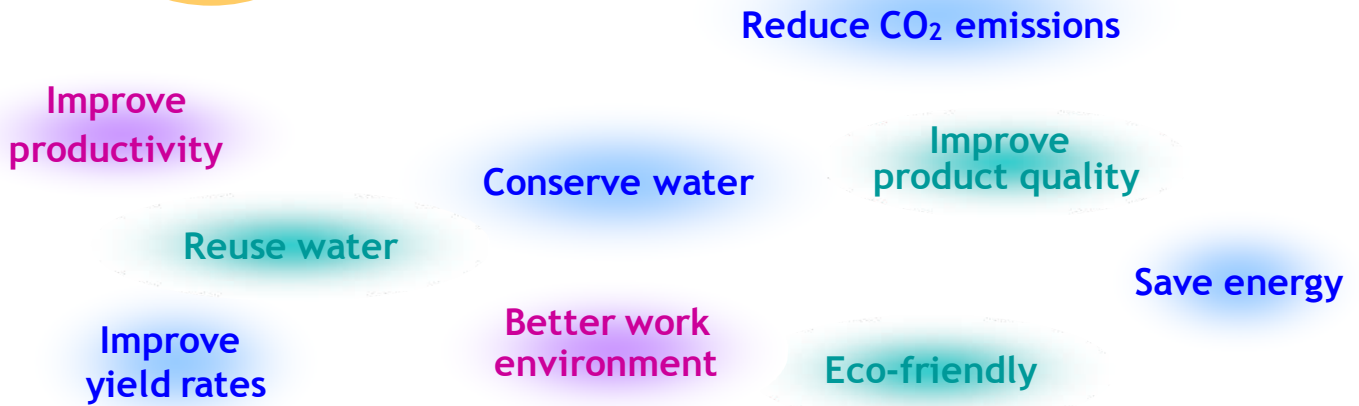 Reduce CO₂ emissions
Improve
productivity
Improve
product quality
Conserve water
Reuse water
Save energy
Better work
environment
Improve
yield rates
Eco-friendly